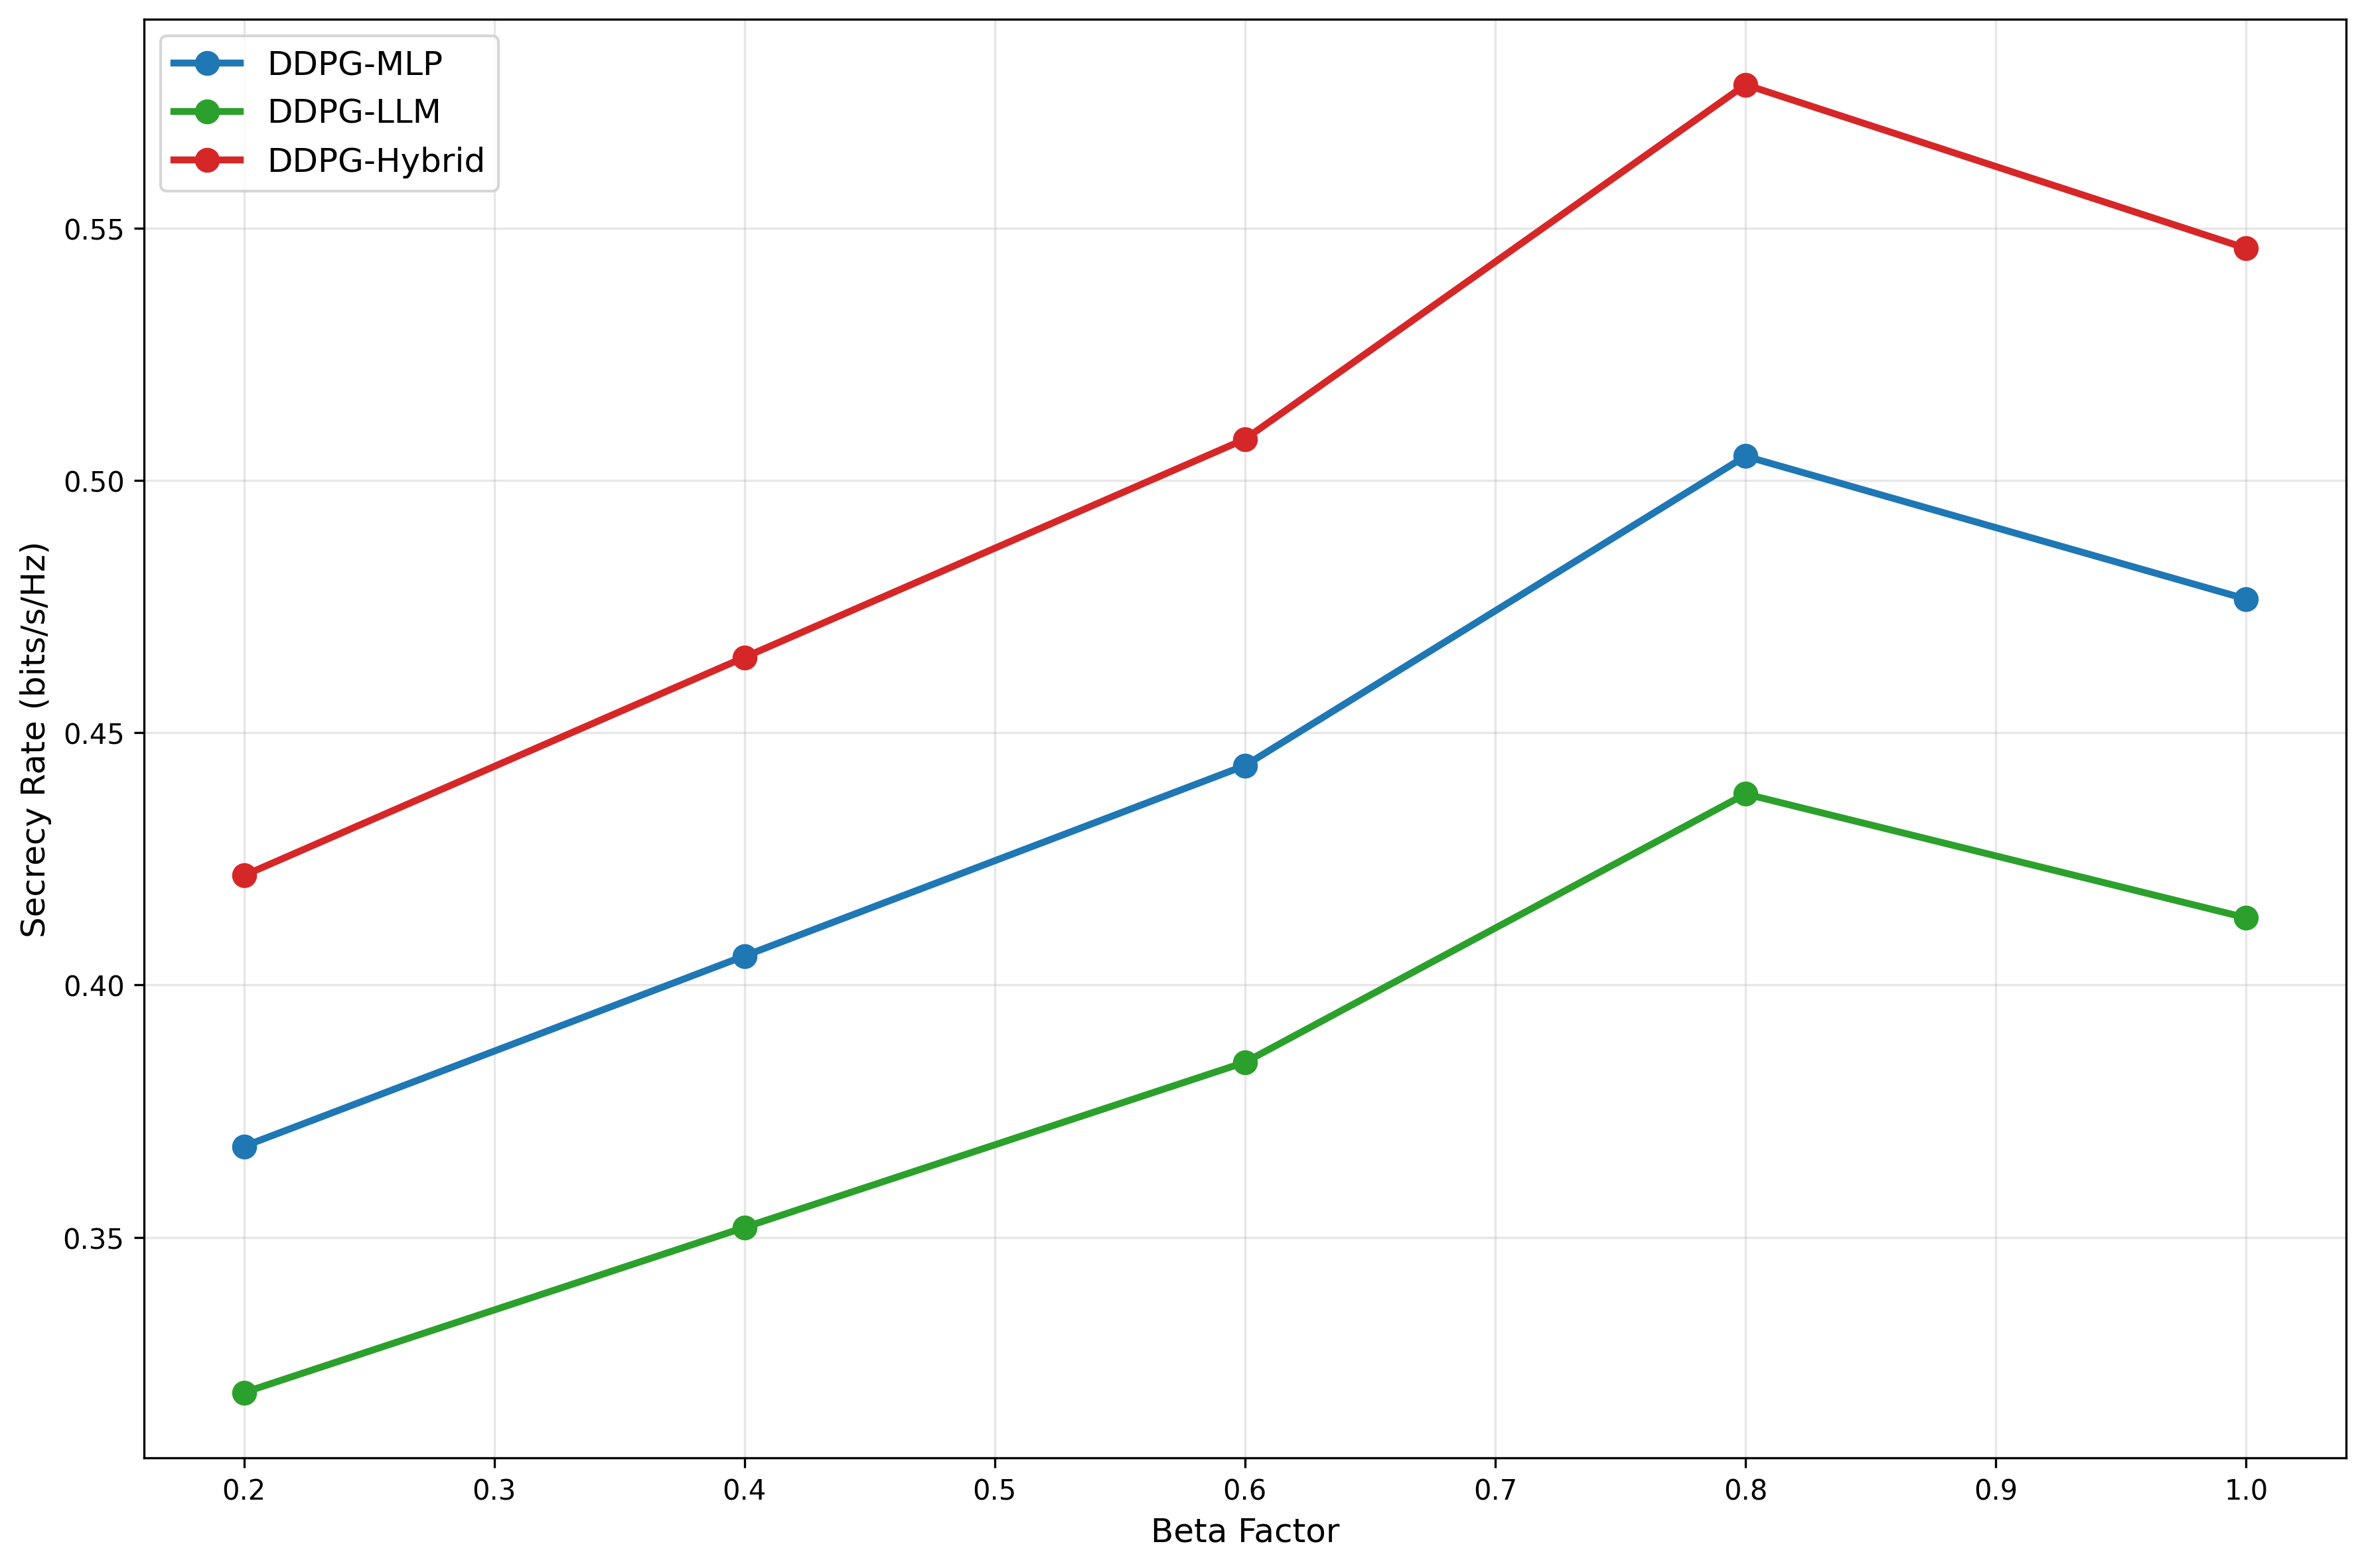 DDPG-MLP
DDPG-LLM
DDPG-Hybrid
0.55
0.50
0.45
0.40
0.35
Secrecy Rate (bits/s/Hz)
0.2 0.3 0.4 0.5 0.6 0.7 0.8 0.9 1.0
Beta Factor